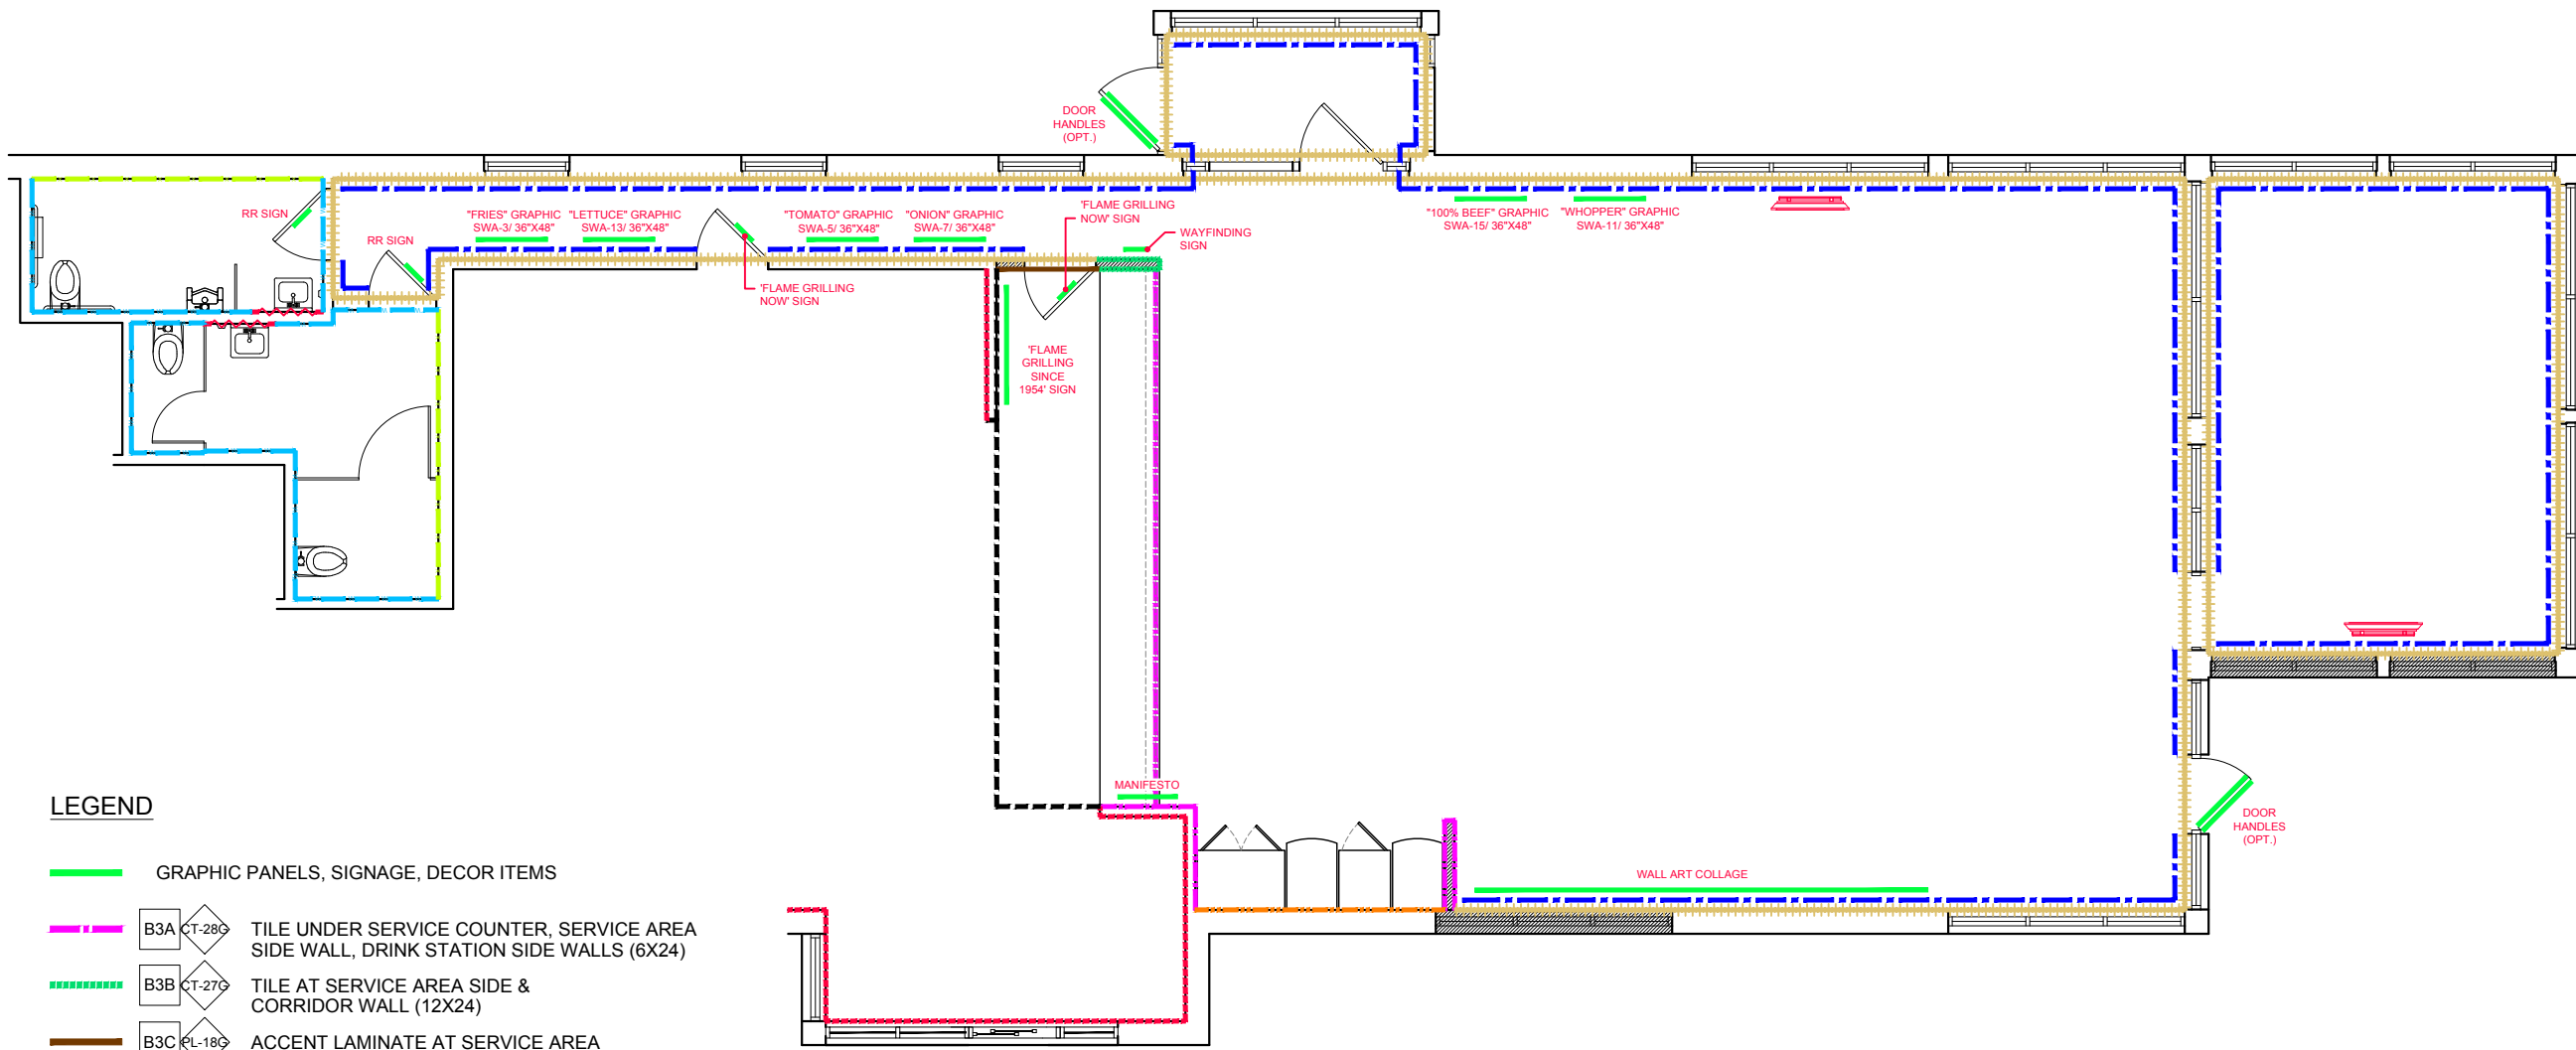 DOOR
HANDLES
(OPT.)
RR SIGN
RR SIGN
"FRIES" GRAPHIC
SWA-3/ 36"X48"
"LETTUCE" GRAPHIC
SWA-13/ 36"X48"
'FLAME GRILLING
NOW' SIGN
"TOMATO" GRAPHIC
SWA-5/ 36"X48"
"ONION" GRAPHIC
SWA-7/ 36"X48"
'FLAME GRILLING
NOW' SIGN
WAYFINDING
SIGN
"100% BEEF" GRAPHIC
SWA-15/ 36"X48"
"WHOPPER" GRAPHIC
SWA-11/ 36"X48"
'FLAME
GRILLING
SINCE
1954' SIGN
MANIFESTO
WALL ART COLLAGE
DOOR
HANDLES
(OPT.)
LEGEND
GRAPHIC PANELS, SIGNAGE, DECOR ITEMS
B3A CT-28G TILE UNDER SERVICE COUNTER, SERVICE AREA
SIDE WALL, DRINK STATION SIDE WALLS (6X24)
B3B CT-27G TILE AT SERVICE AREA SIDE &
CORRIDOR WALL (12X24)
B3C PL-18G ACCENT LAMINATE AT SERVICE AREA